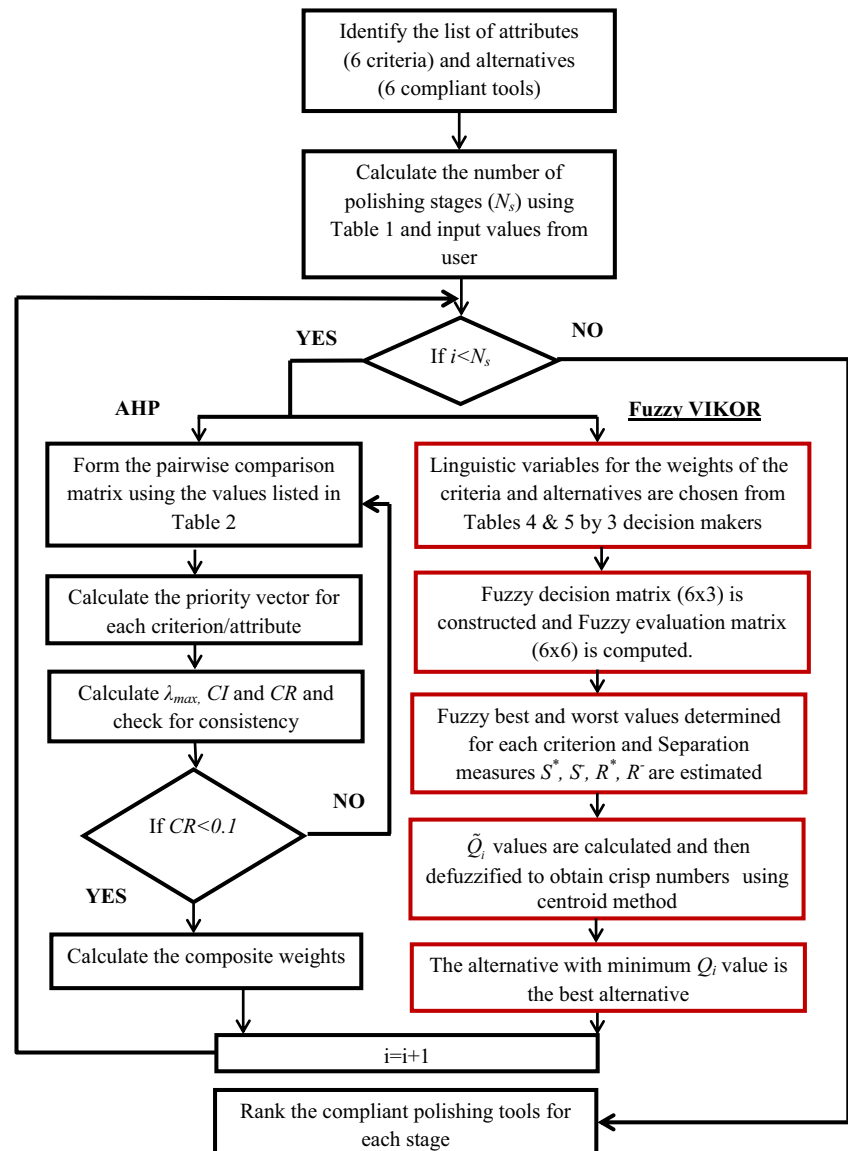 Identify the list of attributes
(6 criteria) and alternatives
(6 compliant tools)
Calculate the number of
polishing stages (Ns) using
Table 1 and input values from
user
YES
NO
If i<Ns
AHP
Fuzzy VIKOR
Form the pairwise comparison
matrix using the values listed in
Table 2
Calculate the priority vector for
each criterion/attribute
Calculate λmax, CI and CR and
check for consistency
NO
If CR<0.1
YES
Calculate the composite weights
Linguistic variables for the weights of the
criteria and alternatives are chosen from
Tables 4 & 5 by 3 decision makers
Fuzzy decision matrix (6x3) is
constructed and Fuzzy evaluation matrix
(6x6) is computed.
Fuzzy best and worst values determined
for each criterion and Separation
measures S*, S-, R*, R- are estimated
Q̃i values are calculated and then
defuzzified to obtain crisp numbers using
centroid method
The alternative with minimum Qi value is
the best alternative
i=i+1
Rank the compliant polishing tools for
each stage